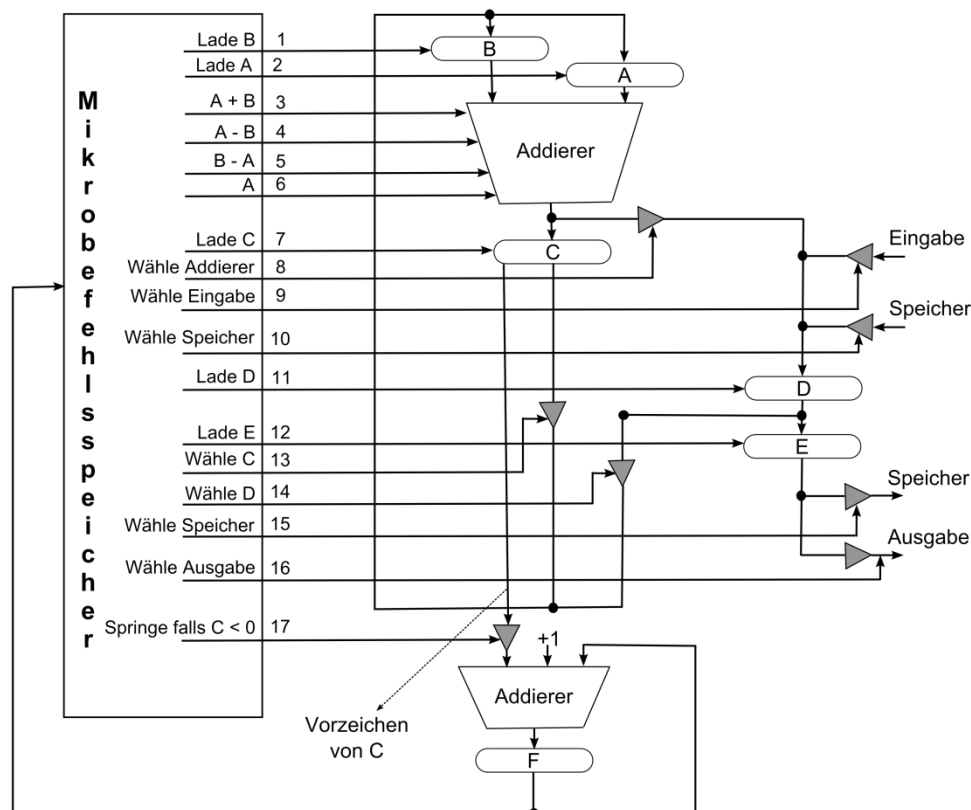 Mikrobefehlsspeicher
Lade B 1
Lade A 2
A + B 3
A - B 4
B - A 5
A 6
Lade C 7
Wähle Addierer 8
Wähle Eingabe 9
Wähle Speicher 10
Lade D 11
Lade E 12
Wähle C 13
Wähle D 14
Wähle Speicher 15
Wähle Ausgabe 16
Springe falls C < 0 17
B
A
Addierer
C
Eingabe
Speicher
D
E
Speicher
Ausgabe
+1
Addierer
Vorzeichen
von C
F